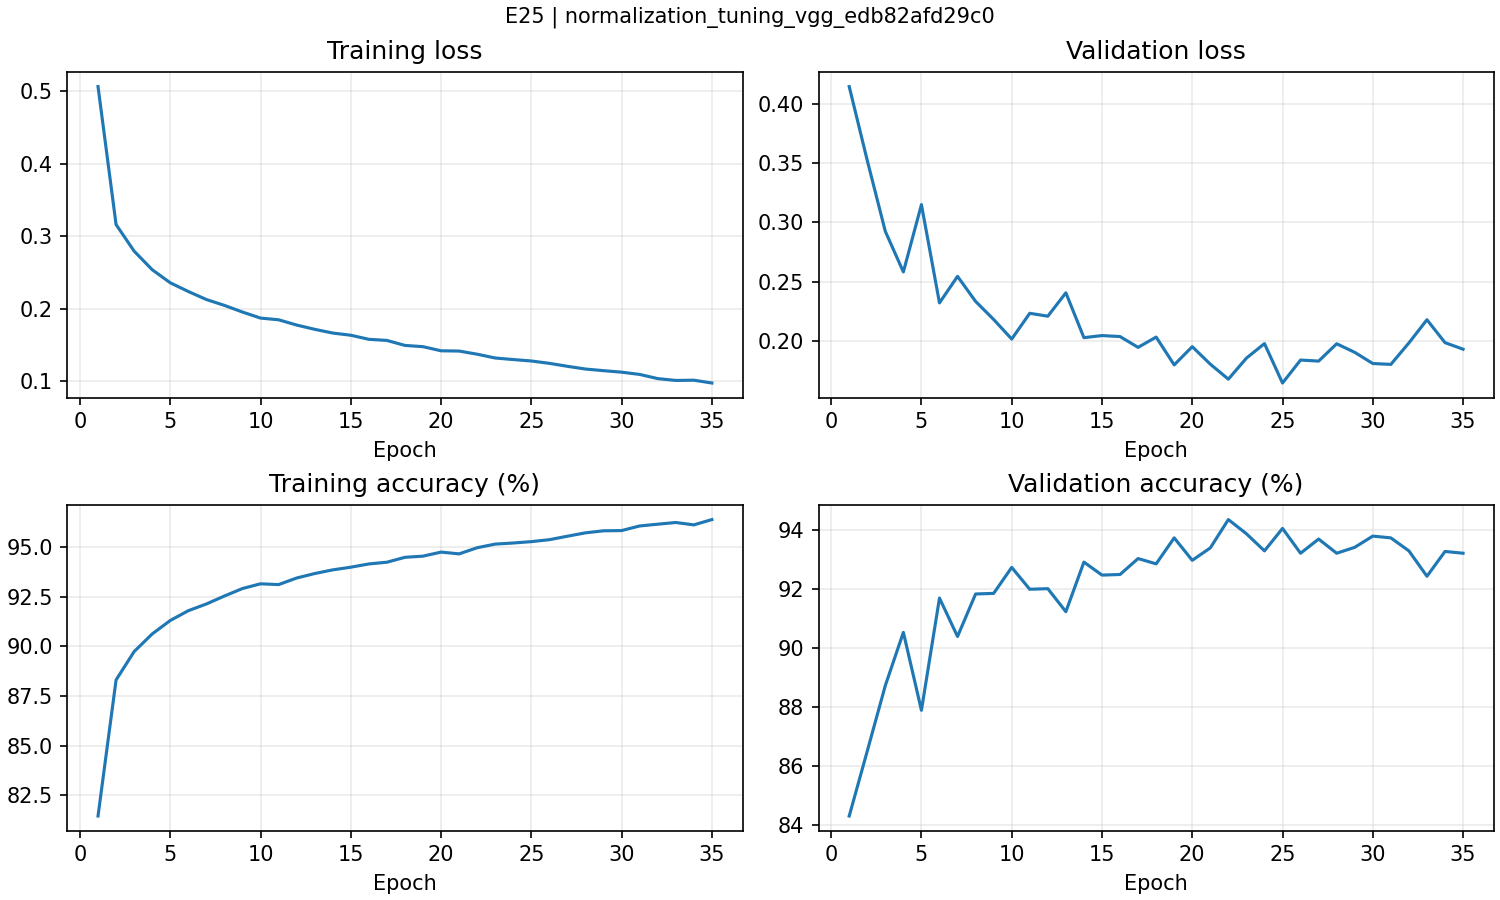 E25 | normalization_tuning_vgg_edb82afd29c0
Training loss
0.5
0.4
0.3
0.2
0.1
0 5 10 15 20 25 30 35
Epoch
Validation loss
0.40
0.35
0.30
0.25
0.20
0 5 10 15 20 25 30 35
Epoch
Training accuracy (%)
95.0
92.5
90.0
87.5
85.0
82.5
0 5 10 15 20 25 30 35
Epoch
Validation accuracy (%)
94
92
90
88
86
84
0 5 10 15 20 25 30 35
Epoch